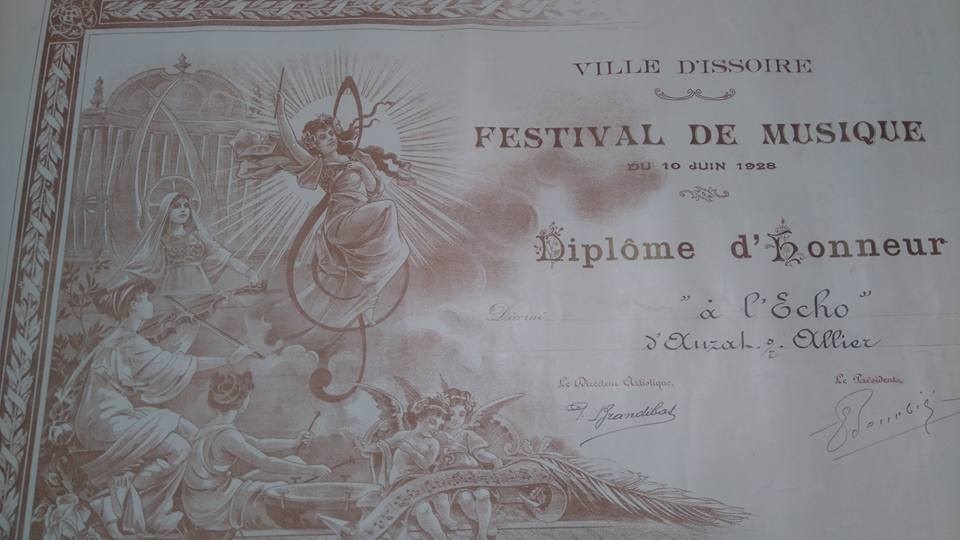 VILLE D'ISSOIRE
FESTIVAL DE MUSIQUE
DU 10 JUIN 1928
Diplôme d'Honneur
Décerné "à l'Echo"
d'Auzat-s-Allier
Le Directeur Artistique, Le Président,